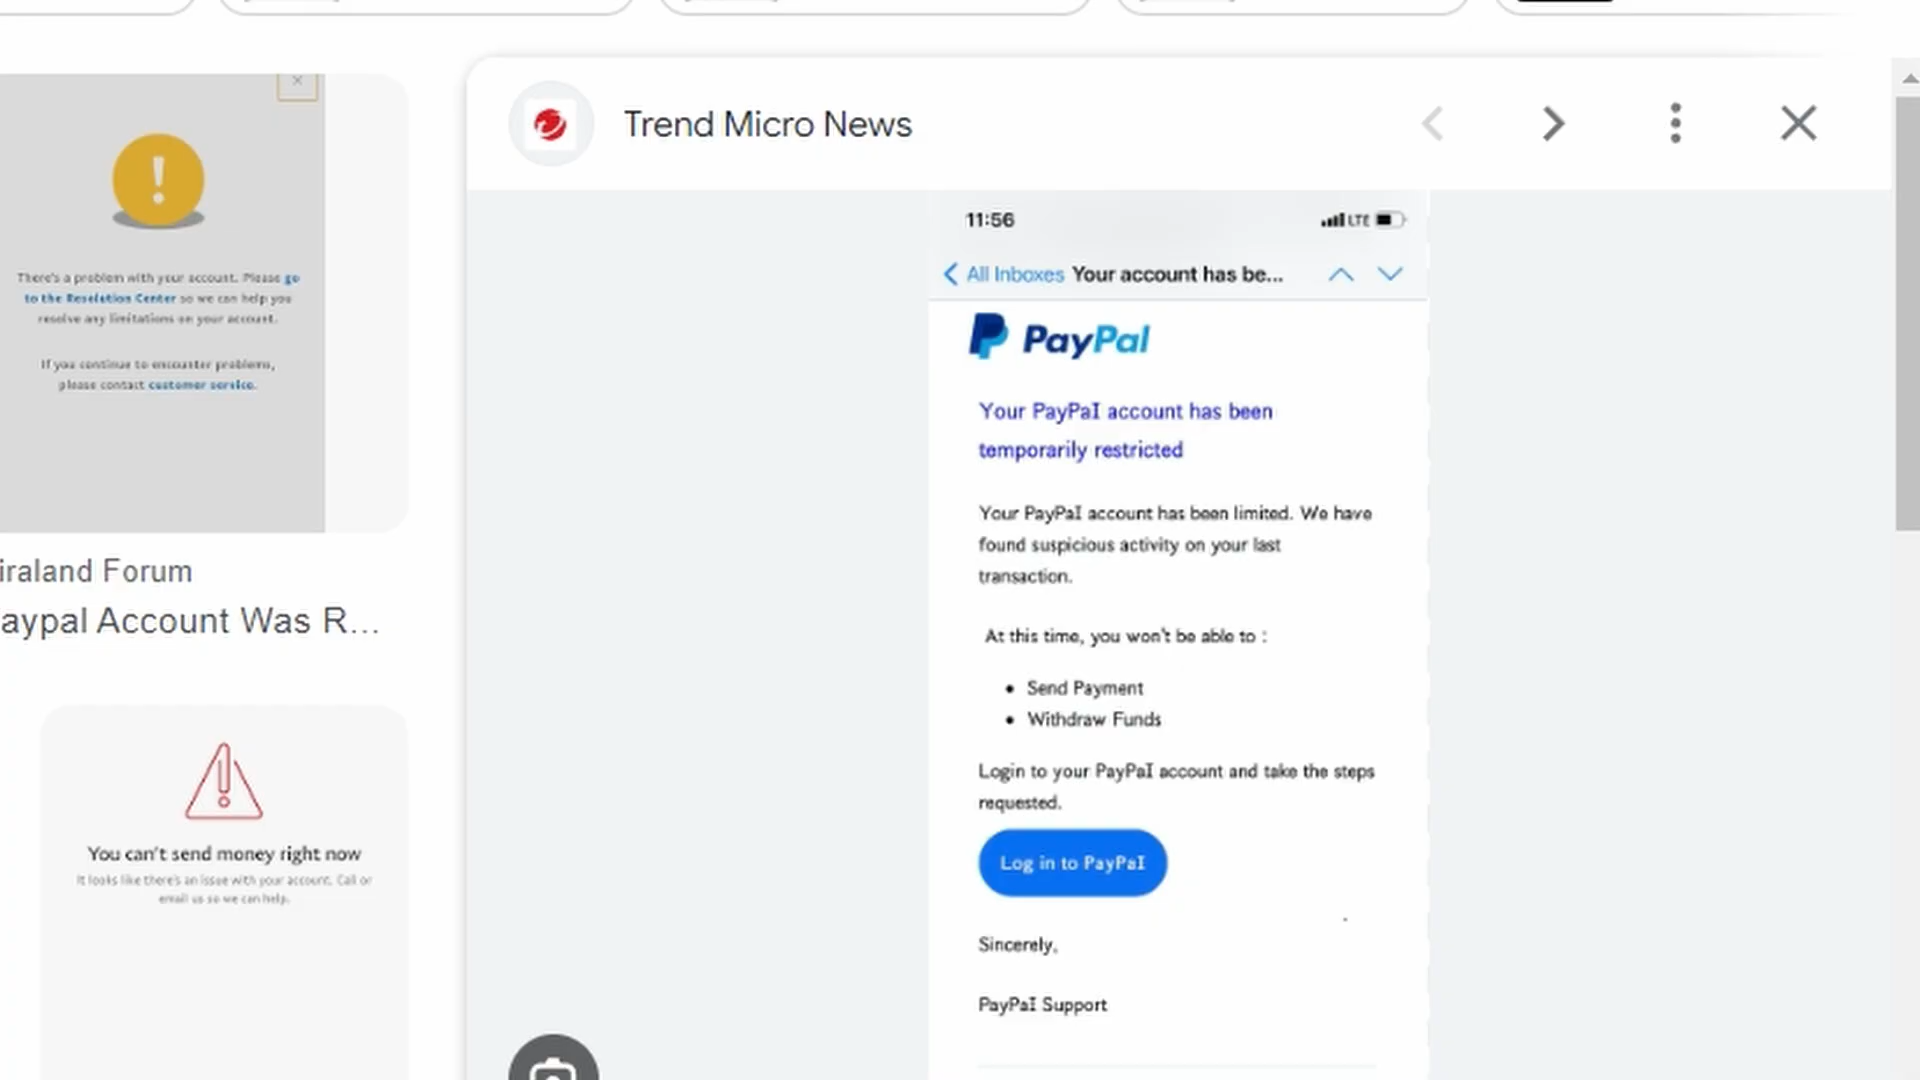 There's a problem with your account. Please go
to the Resolution Center so we can help you
resolve any limitations on your account.
If you continue to encounter problems,
please contact customer service.
iraland Forum
aypal Account Was R...
You can't send money right now
It looks like there's an issue with your account. Call or
email us so we can help.
Trend Micro News
11:56
LTE
All Inboxes Your account has be...
PayPal
Your PayPaI account has been
temporarily restricted
Your PayPaI account has been limited. We have
found suspicious activity on your last
transaction.
At this time, you won't be able to :
• Send Payment
• Withdraw Funds
Login to your PayPaI account and take the steps
requested.
Log in to PayPaI
Sincerely,
PayPaI Support